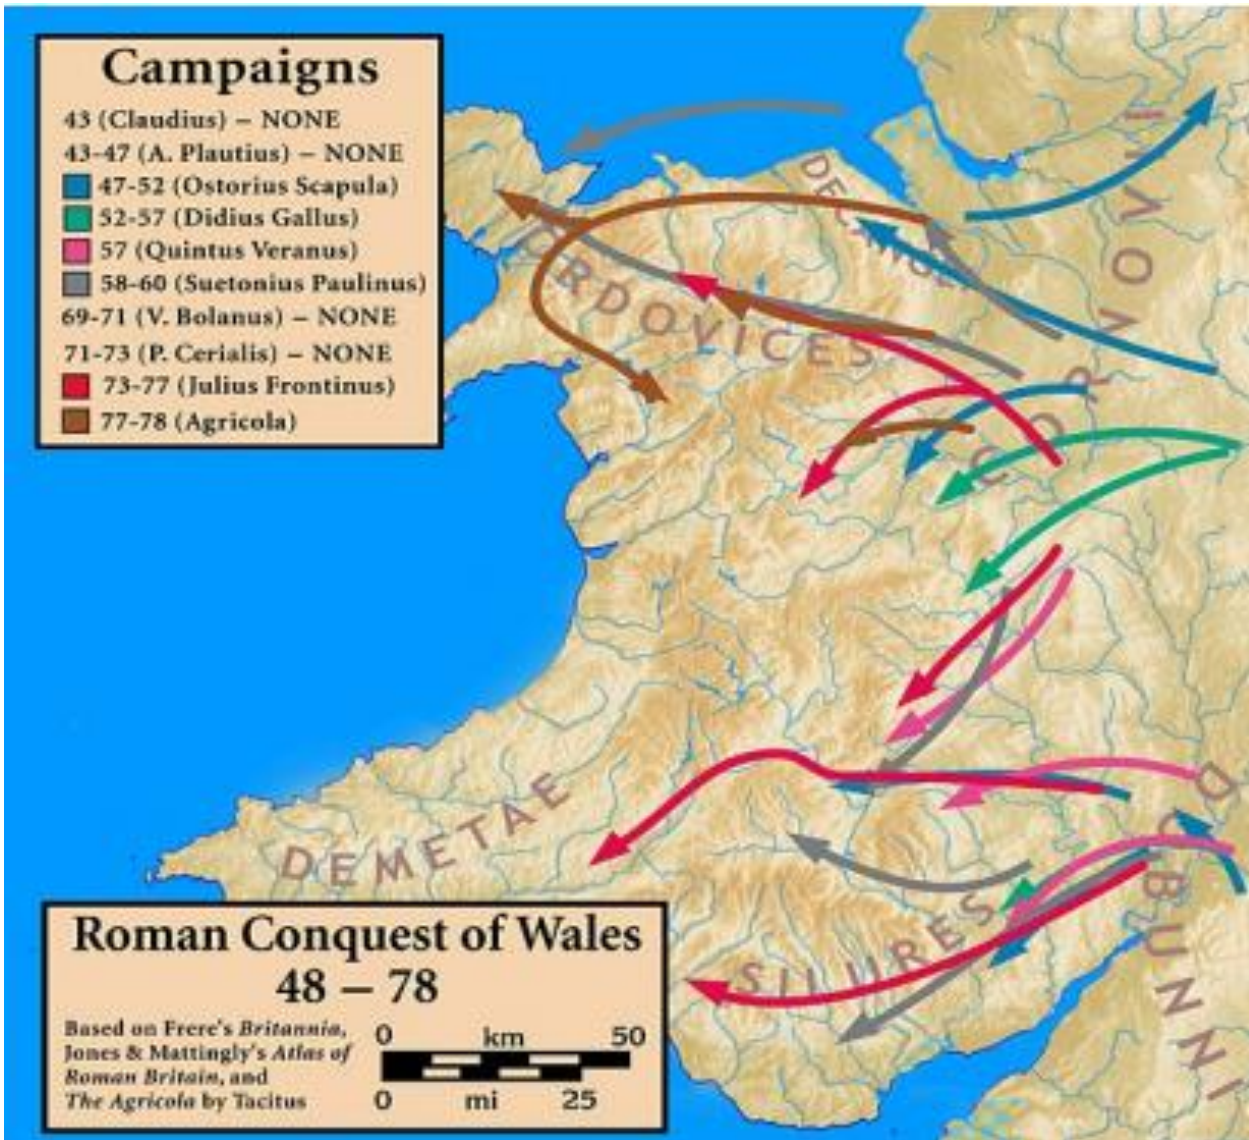 Campaigns
43 (Claudius) – NONE
43-47 (A. Plautius) – NONE
47-52 (Ostorius Scapula)
52-57 (Didius Gallus)
57 (Quintus Veranus)
58-60 (Suetonius Paulinus)
69-71 (V. Bolanus) – NONE
71-73 (P. Cerialis) – NONE
73-77 (Julius Frontinus)
77-78 (Agricola)
ORDOVICES
CORNOVII
DEMETAE
SILURES
DOBUNNI
Roman Conquest of Wales
48 – 78
Based on Frere's Britannia,
Jones & Mattingly's Atlas of
Roman Britain, and
The Agricola by Tacitus
0 km 50
0 mi 25